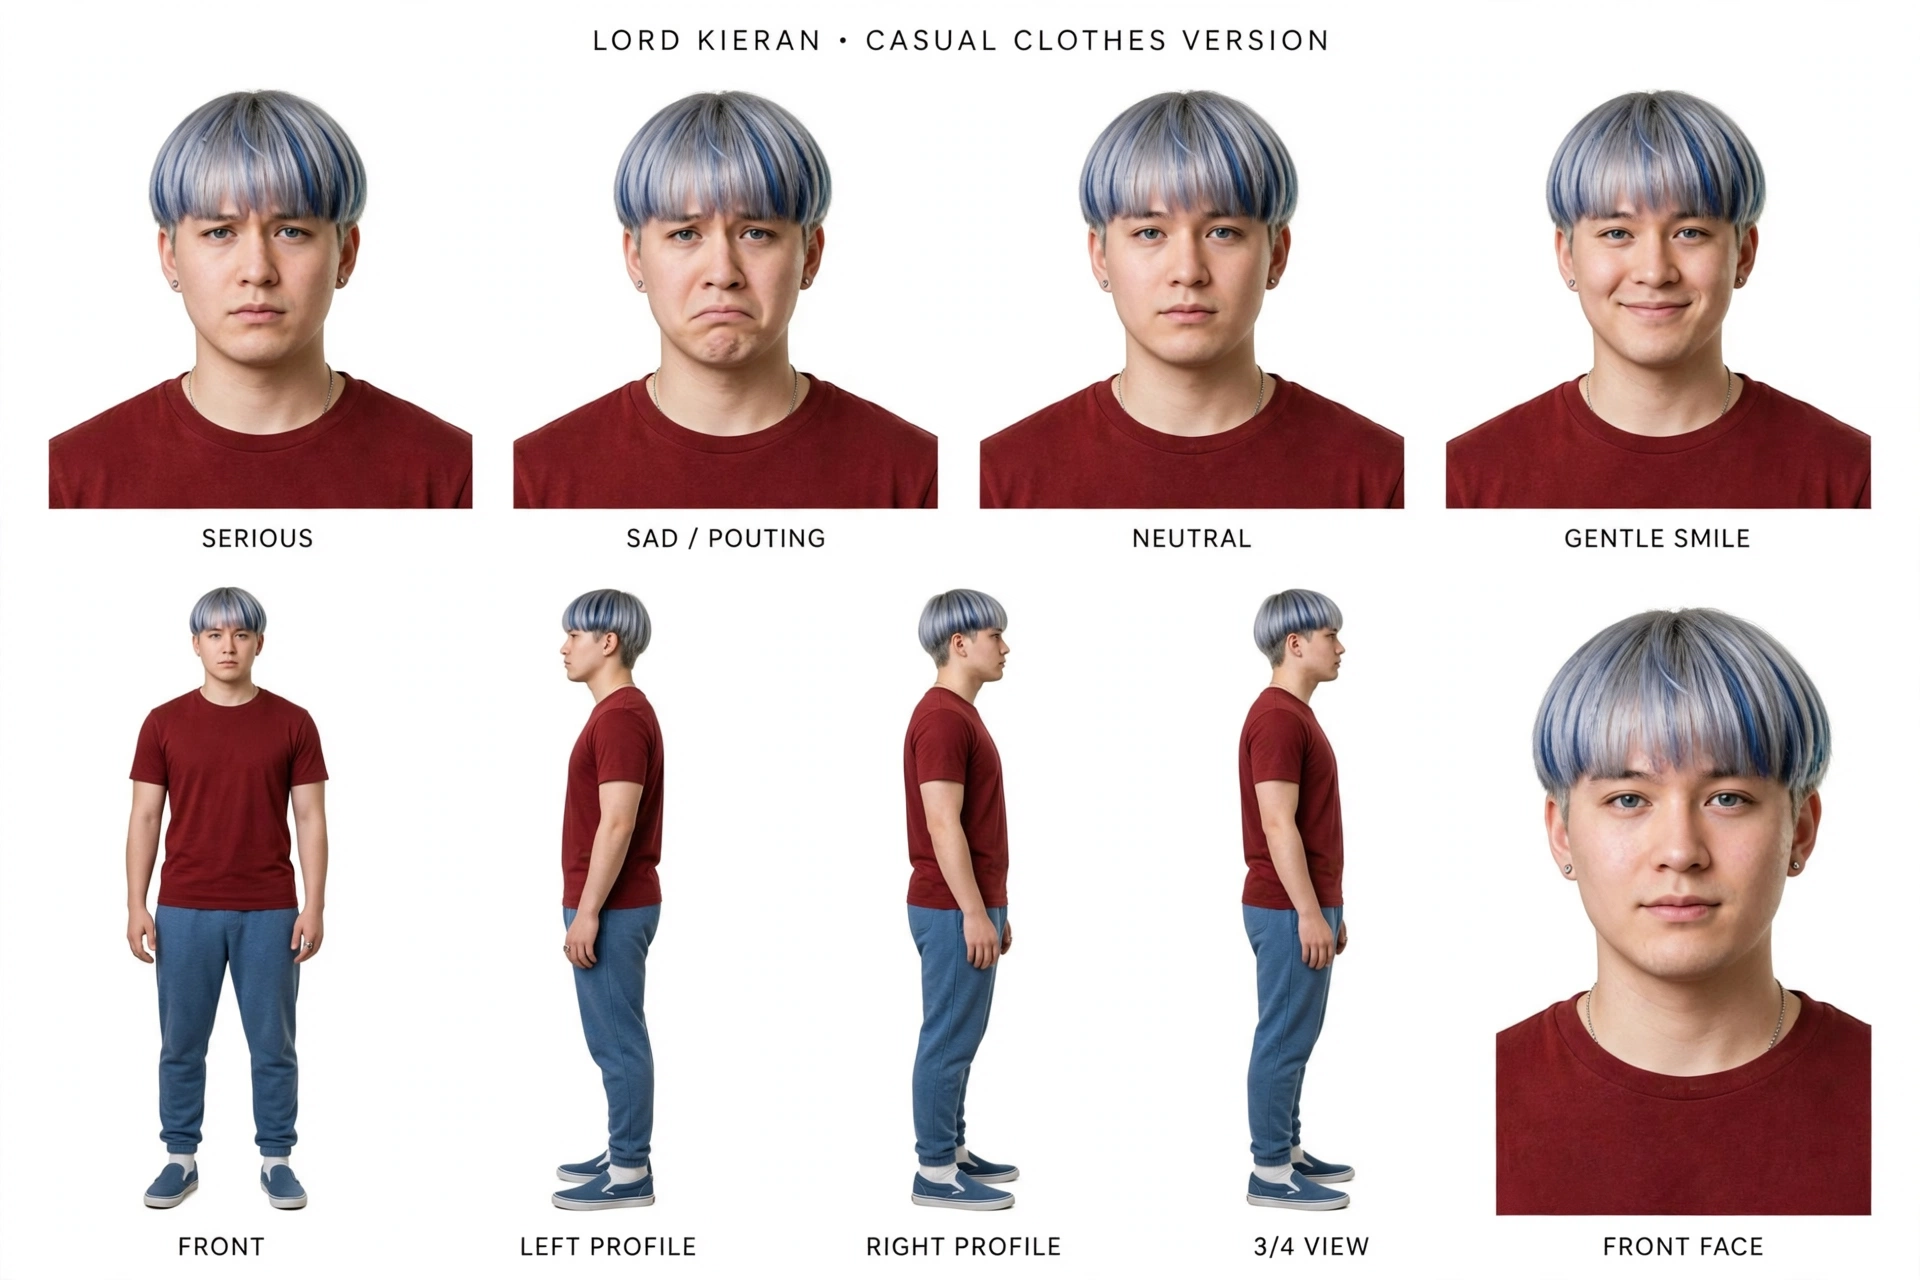 LORD KIERAN • CASUAL CLOTHES VERSION
SERIOUS
SAD / POUTING
NEUTRAL
GENTLE SMILE
FRONT
LEFT PROFILE
RIGHT PROFILE
3/4 VIEW
FRONT FACE